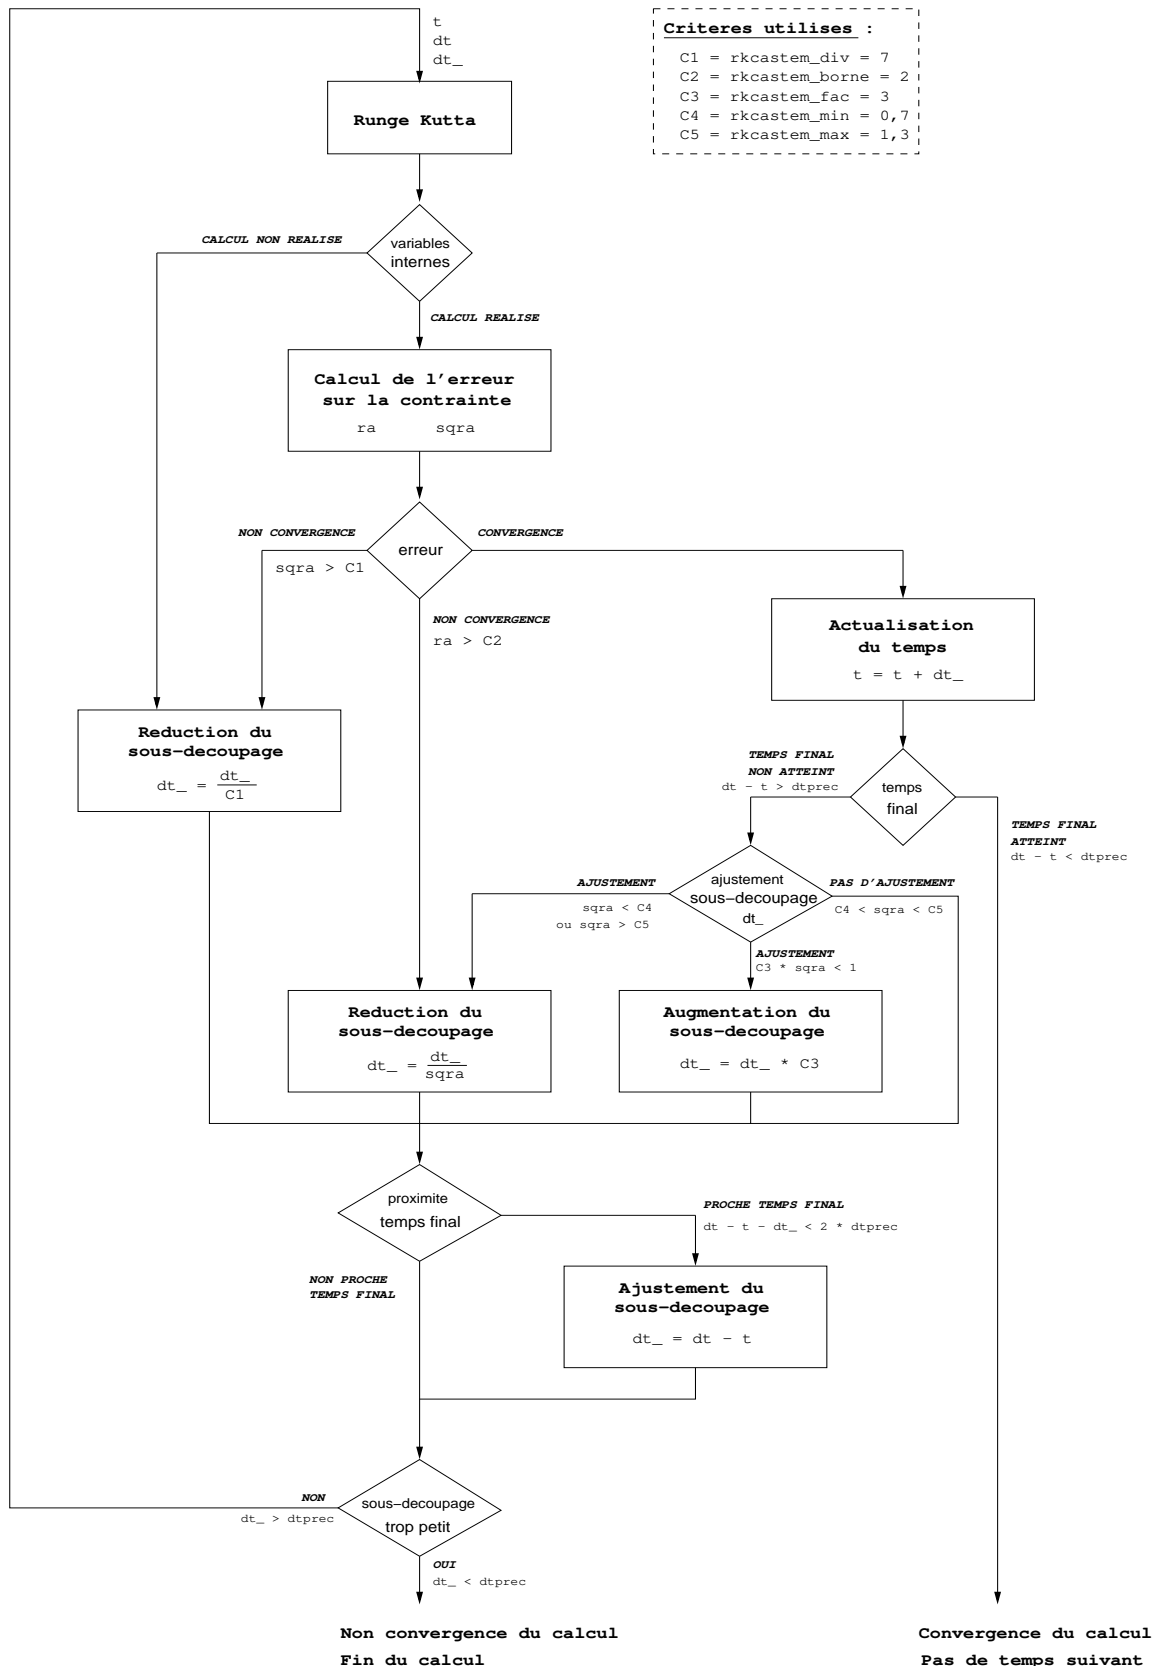 t
dt
dt_
Criteres utilises :
C1 = rkcastem_div = 7
C2 = rkcastem_borne = 2
C3 = rkcastem_fac = 3
C4 = rkcastem_min = 0,7
C5 = rkcastem_max = 1,3
Runge Kutta
CALCUL NON REALISE
variables
internes
CALCUL REALISE
Calcul de l'erreur
sur la contrainte
ra sqra
NON CONVERGENCE
sqra > C1
erreur
CONVERGENCE
NON CONVERGENCE
ra > C2
Actualisation
du temps
t = t + dt_
Reduction du
sous-decoupage
dt_ = dt_
C1
TEMPS FINAL
NON ATTEINT
dt - t > dtprec
temps
final
TEMPS FINAL
ATTEINT
dt - t < dtprec
AJUSTEMENT
sqra < C4
ou sqra > C5
ajustement
sous-decoupage
dt_
PAS D'AJUSTEMENT
C4 < sqra < C5
AJUSTEMENT
C3 * sqra < 1
Reduction du
sous-decoupage
dt_ = dt_
sqra
Augmentation du
sous-decoupage
dt_ = dt_ * C3
proximite
temps final
PROCHE TEMPS FINAL
dt - t - dt_ < 2 * dtprec
NON PROCHE
TEMPS FINAL
Ajustement du
sous-decoupage
dt_ = dt - t
NON
dt_ > dtprec
sous-decoupage
trop petit
OUI
dt_ < dtprec
Non convergence du calcul
Fin du calcul
Convergence du calcul
Pas de temps suivant